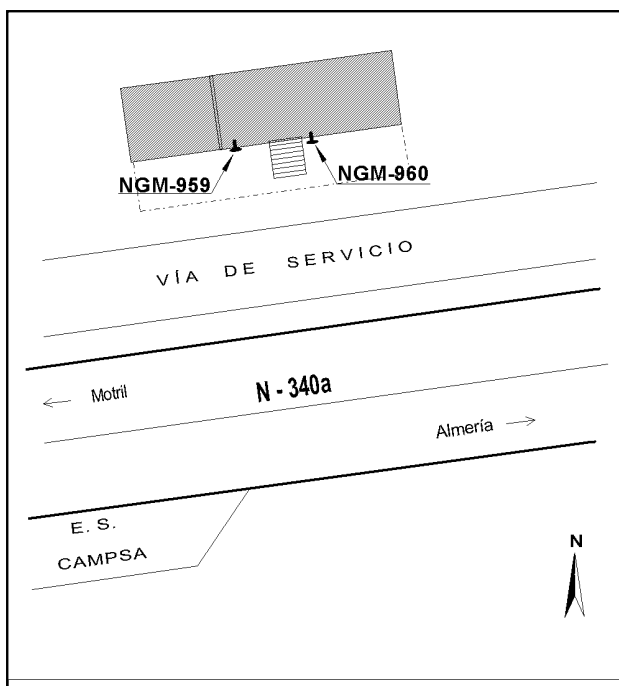 NGM-959
NGM-960
VÍA DE SERVICIO
Motril
N - 340a
Almería
E. S.
CAMPSA
N